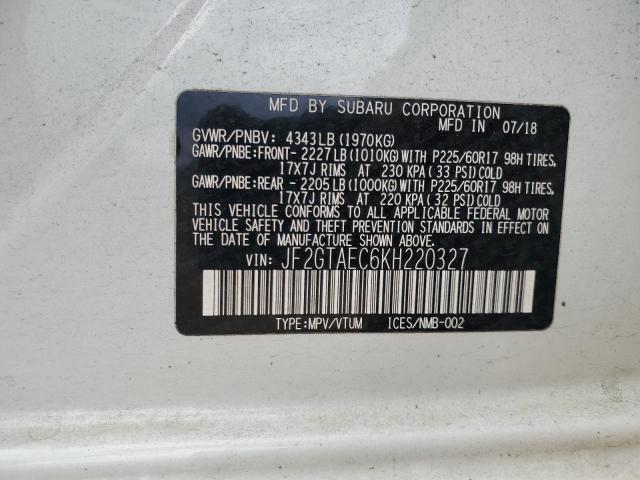 MFD BY SUBARU CORPORATION
MFD IN 07/18
GVWR/PNBV: 4343LB(1970KG)
GAWR/PNBE:FRONT-2227LB(1010KG)WITH P225/60R17 98H TIRES,
17X7J RIMS AT 230 KPA(33 PSI)COLD
GAWR/PNBE:REAR -2205LB(1000KG)WITH P225/60R17 98H TIRES,
17X7J RIMS AT 220 KPA(32 PSI)COLD
THIS VEHICLE CONFORMS TO ALL APPLICABLE FEDERAL MOTOR
VEHICLE SAFETY AND THEFT PREVENTION STANDARDS IN EFFECT
ON THE DATE OF MANUFACTURE SHOWN ABOVE.
VIN: JF2GTAEC6KH220327
TYPE:MPV/VTUM ICES/NMB-002